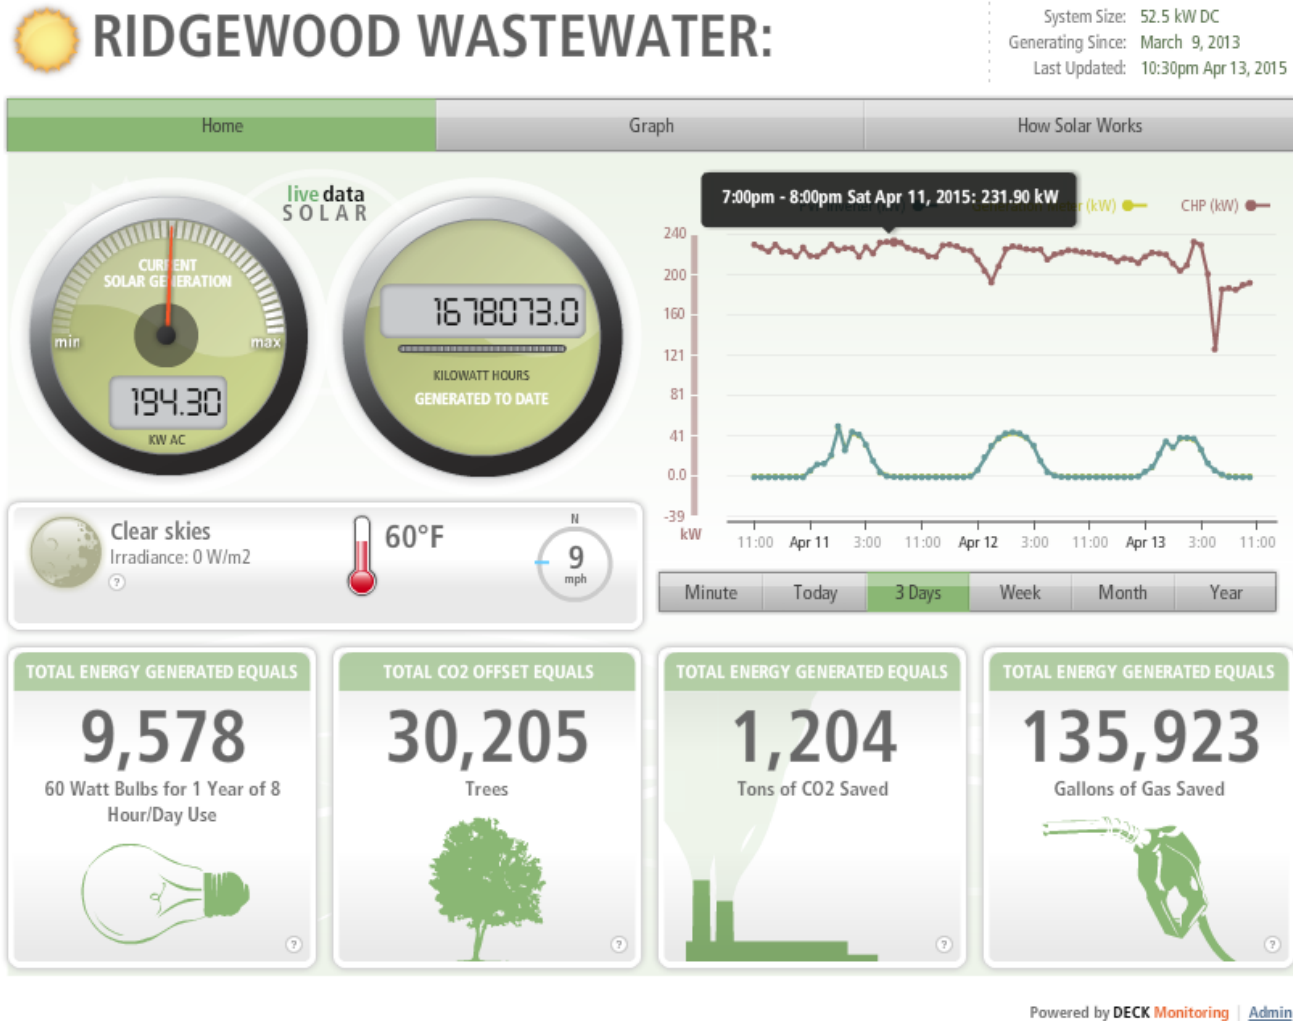 RIDGEWOOD WASTEWATER:
System Size: 52.5 kW DC
Generating Since: March 9, 2013
Last Updated: 10:30pm Apr 13, 2015
Home
Graph
How Solar Works
live data
SOLAR
CURRENT
SOLAR GENERATION
min
max
194.30
KW AC
1678073.0
KILOWATT HOURS
GENERATED TO DATE
7:00pm - 8:00pm Sat Apr 11, 2015: 231.90 kW
(kW)
CHP (kW)
240
200
160
121
81
41
0.0
-39
kW
11:00 Apr 11 3:00 11:00 Apr 12 3:00 11:00 Apr 13 3:00 11:00
Minute
Today
3 Days
Week
Month
Year
Clear skies
Irradiance: 0 W/m2
?
60°F
N
9
mph
TOTAL ENERGY GENERATED EQUALS
9,578
60 Watt Bulbs for 1 Year of 8
Hour/Day Use
?
TOTAL CO2 OFFSET EQUALS
30,205
Trees
?
TOTAL ENERGY GENERATED EQUALS
1,204
Tons of CO2 Saved
?
TOTAL ENERGY GENERATED EQUALS
135,923
Gallons of Gas Saved
?
Powered by DECK Monitoring | Admin